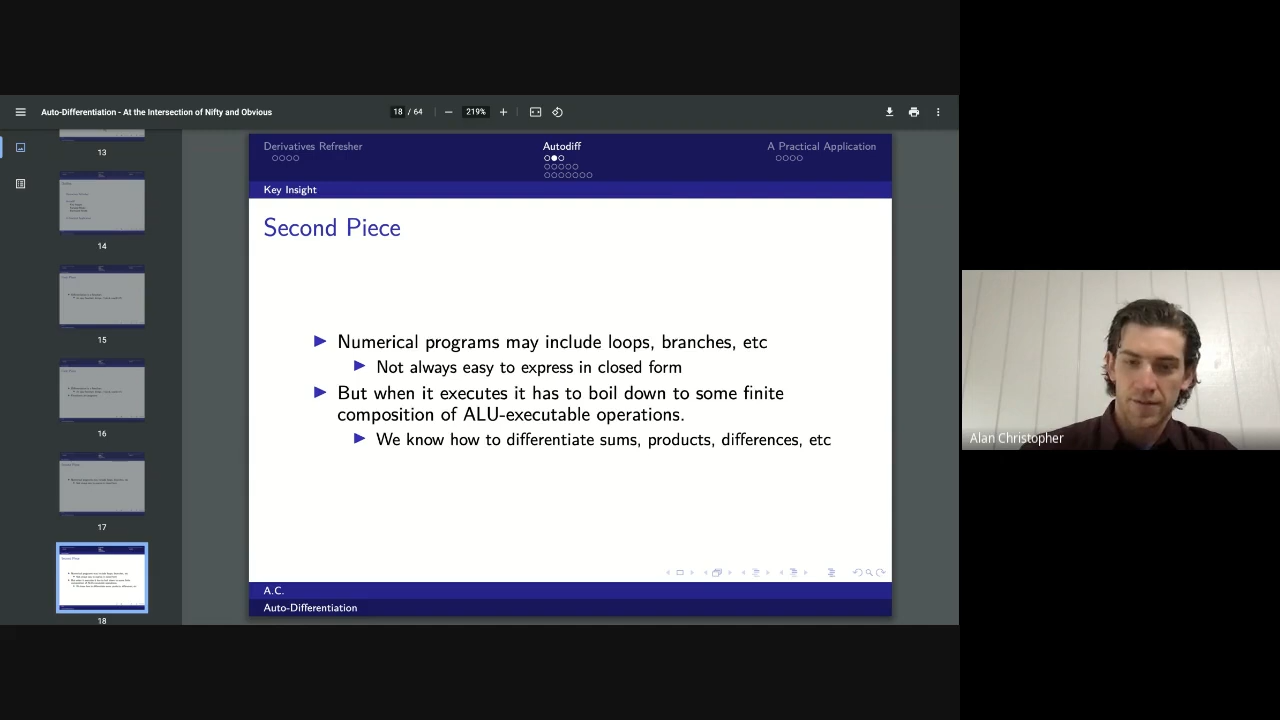 Auto-Differentiation - At the Intersection of Nifty and Obvious
18 / 64
219%
13
14
15
16
17
18
Derivatives Refresher
Autodiff
A Practical Application
Key Insight
Second Piece
Numerical programs may include loops, branches, etc
Not always easy to express in closed form
But when it executes it has to boil down to some finite
composition of ALU-executable operations.
We know how to differentiate sums, products, differences, etc
A.C.
Auto-Differentiation
Alan Christopher